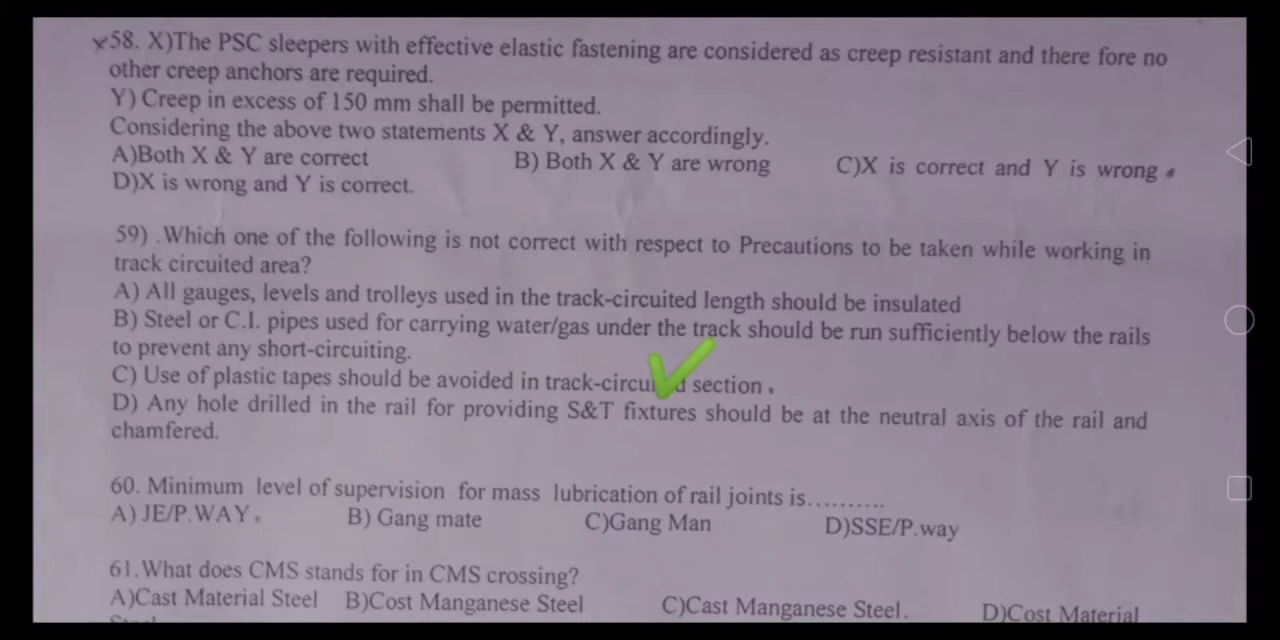 58. X)The PSC sleepers with effective elastic fastening are considered as creep resistant and there fore no
other creep anchors are required.
Y) Creep in excess of 150 mm shall be permitted.
Considering the above two statements X & Y, answer accordingly.
A)Both X & Y are correct B) Both X & Y are wrong C)X is correct and Y is wrong
D)X is wrong and Y is correct.
59) .Which one of the following is not correct with respect to Precautions to be taken while working in
track circuited area?
A) All gauges, levels and trolleys used in the track-circuited length should be insulated
B) Steel or C.I. pipes used for carrying water/gas under the track should be run sufficiently below the rails
to prevent any short-circuiting.
C) Use of plastic tapes should be avoided in section .
D) Any hole drilled in the rail for providing S&T fixtures should be at the neutral axis of the rail and
chamfered.
60. Minimum level of supervision for mass lubrication of rail joints is..........
A) JE/P.WAY . B) Gang mate C)Gang Man D)SSE/P.way
61.What does CMS stands for in CMS crossing?
A)Cast Material Steel B)Cost Manganese Steel C)Cast Manganese Steel . D)Cost Material